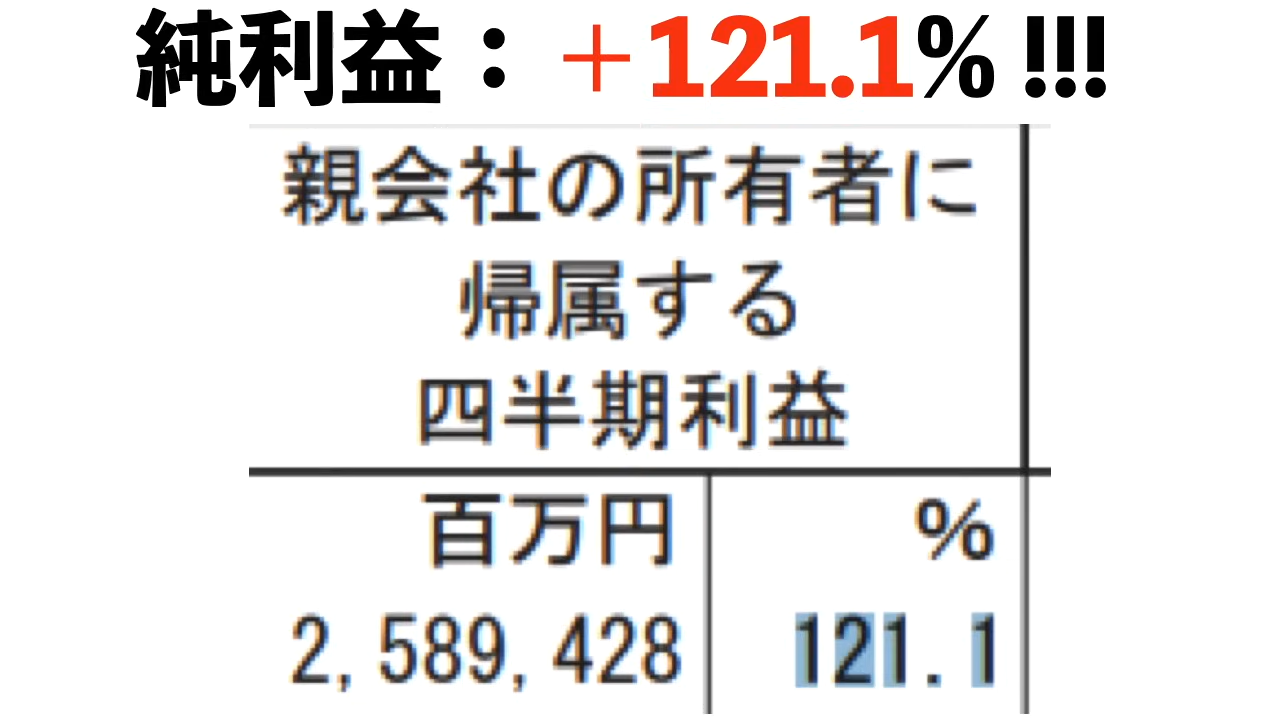 純利益：＋121.1％!!!
親会社の所有者に
帰属する
四半期利益
百万円 %
2,589,428 121.1